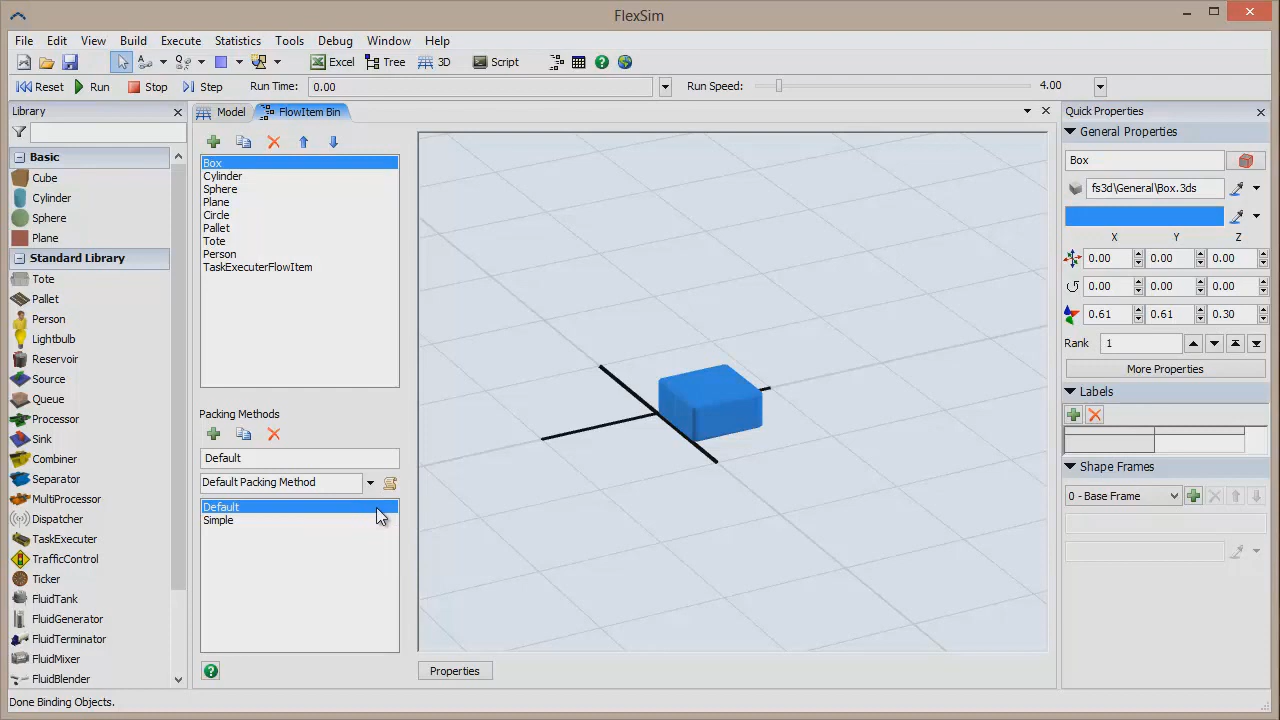 FlexSim
File Edit View Build Execute Statistics Tools Debug Window Help
Excel Tree 3D Script
Reset Run Stop Step Run Time: 0.00 Run Speed: 4.00
Library
Basic
Cube
Cylinder
Sphere
Plane
Standard Library
Tote
Pallet
Person
Lightbulb
Reservoir
Source
Queue
Processor
Sink
Combiner
Separator
MultiProcessor
Dispatcher
TaskExecuter
TrafficControl
Ticker
FluidTank
FluidGenerator
FluidTerminator
FluidMixer
FluidBlender
Model FlowItem Bin
Box
Cylinder
Sphere
Plane
Circle
Pallet
Tote
Person
TaskExecuterFlowItem
Packing Methods
Default
Default Packing Method
Default
Simple
Properties
Quick Properties
General Properties
Box
fs3d\General\Box.3ds
X Y Z
0.00 0.00 0.00
0.00 0.00 0.00
0.61 0.61 0.30
Rank 1
More Properties
Labels
Shape Frames
0 - Base Frame
Done Binding Objects.